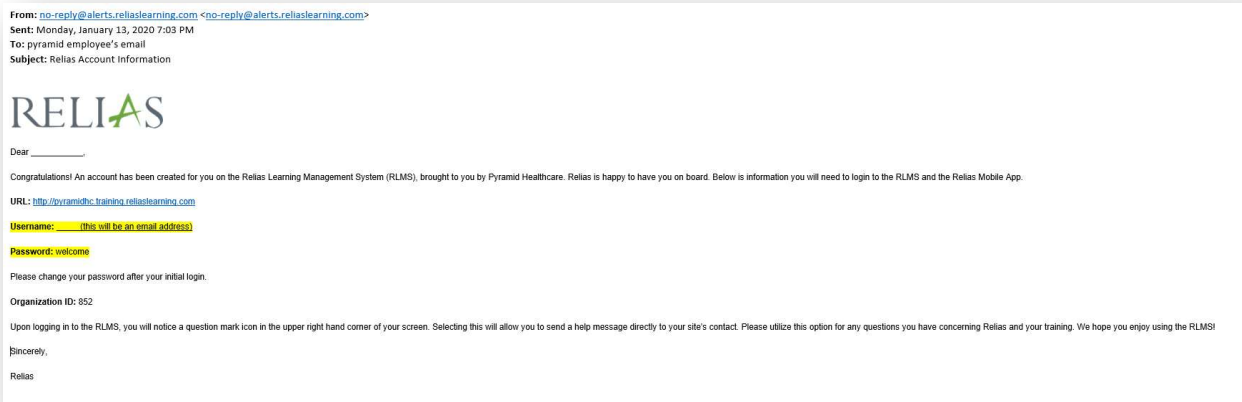 From: no-reply@alerts.reliaslearning.com <no-reply@alerts.reliaslearning.com>
Sent: Monday, January 13, 2020 7:03 PM
To: pyramid employee's email
Subject: Relias Account Information
RELIAS
Dear __________,
Congratulations! An account has been created for you on the Relias Learning Management System (RLMS), brought to you by Pyramid Healthcare. Relias is happy to have you on board. Below is information you will need to login to the RLMS and the Relias Mobile App.
URL: http://pyramidhc.training.reliaslearning.com
Username: _____(this will be an email address)
Password: welcome
Please change your password after your initial login.
Organization ID: 852
Upon logging in to the RLMS, you will notice a question mark icon in the upper right hand corner of your screen. Selecting this will allow you to send a help message directly to your site's contact. Please utilize this option for any questions you have concerning Relias and your training. We hope you enjoy using the RLMS!
Sincerely,
Relias